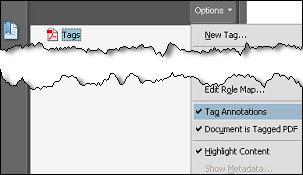 Options
Tags
New Tag...
Edit Role Map...
Tag Annotations
Document is Tagged PDF
Highlight Content
Show Metadata...